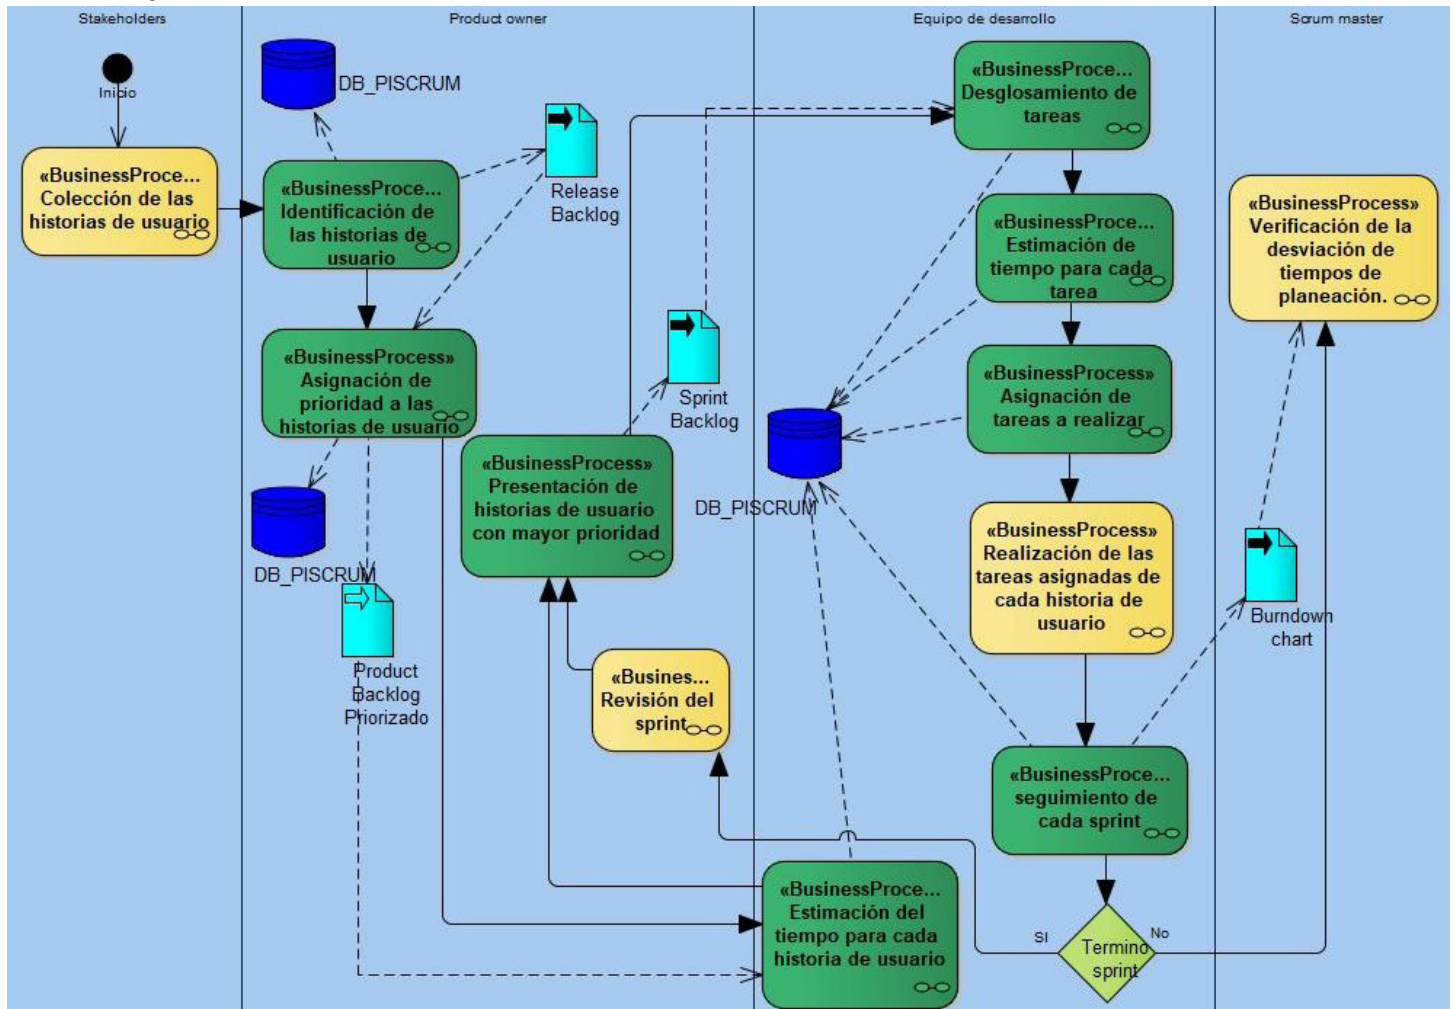 Stakeholders
Product owner
Equipo de desarrollo
Scrum master
Inicio
«BusinessProce...
Colección de las
historias de usuario
DB_PISCRUM
«BusinessProce...
Identificación de
las historias de
usuario
Release
Backlog
«BusinessProcess»
Asignación de
prioridad a las
historias de usuario
DB_PISCRUM
Product
Backlog
Priorizado
Sprint
Backlog
«BusinessProcess»
Presentación de
historias de usuario
con mayor prioridad
«Busines...
Revisión del
sprint
«BusinessProce...
Desglosamiento de
tareas
«BusinessProce...
Estimación de
tiempo para cada
tarea
«BusinessProcess»
Asignación de
tareas a realizar
DB_PISCRUM
«BusinessProcess»
Realización de las
tareas asignadas de
cada historia de
usuario
«BusinessProce...
seguimiento de
cada sprint
«BusinessProce...
Estimación del
tiempo para cada
historia de usuario
SI
Termino
sprint
No
«BusinessProcess»
Verificación de la
desviación de
tiempos de
planeación.
Burndown
chart